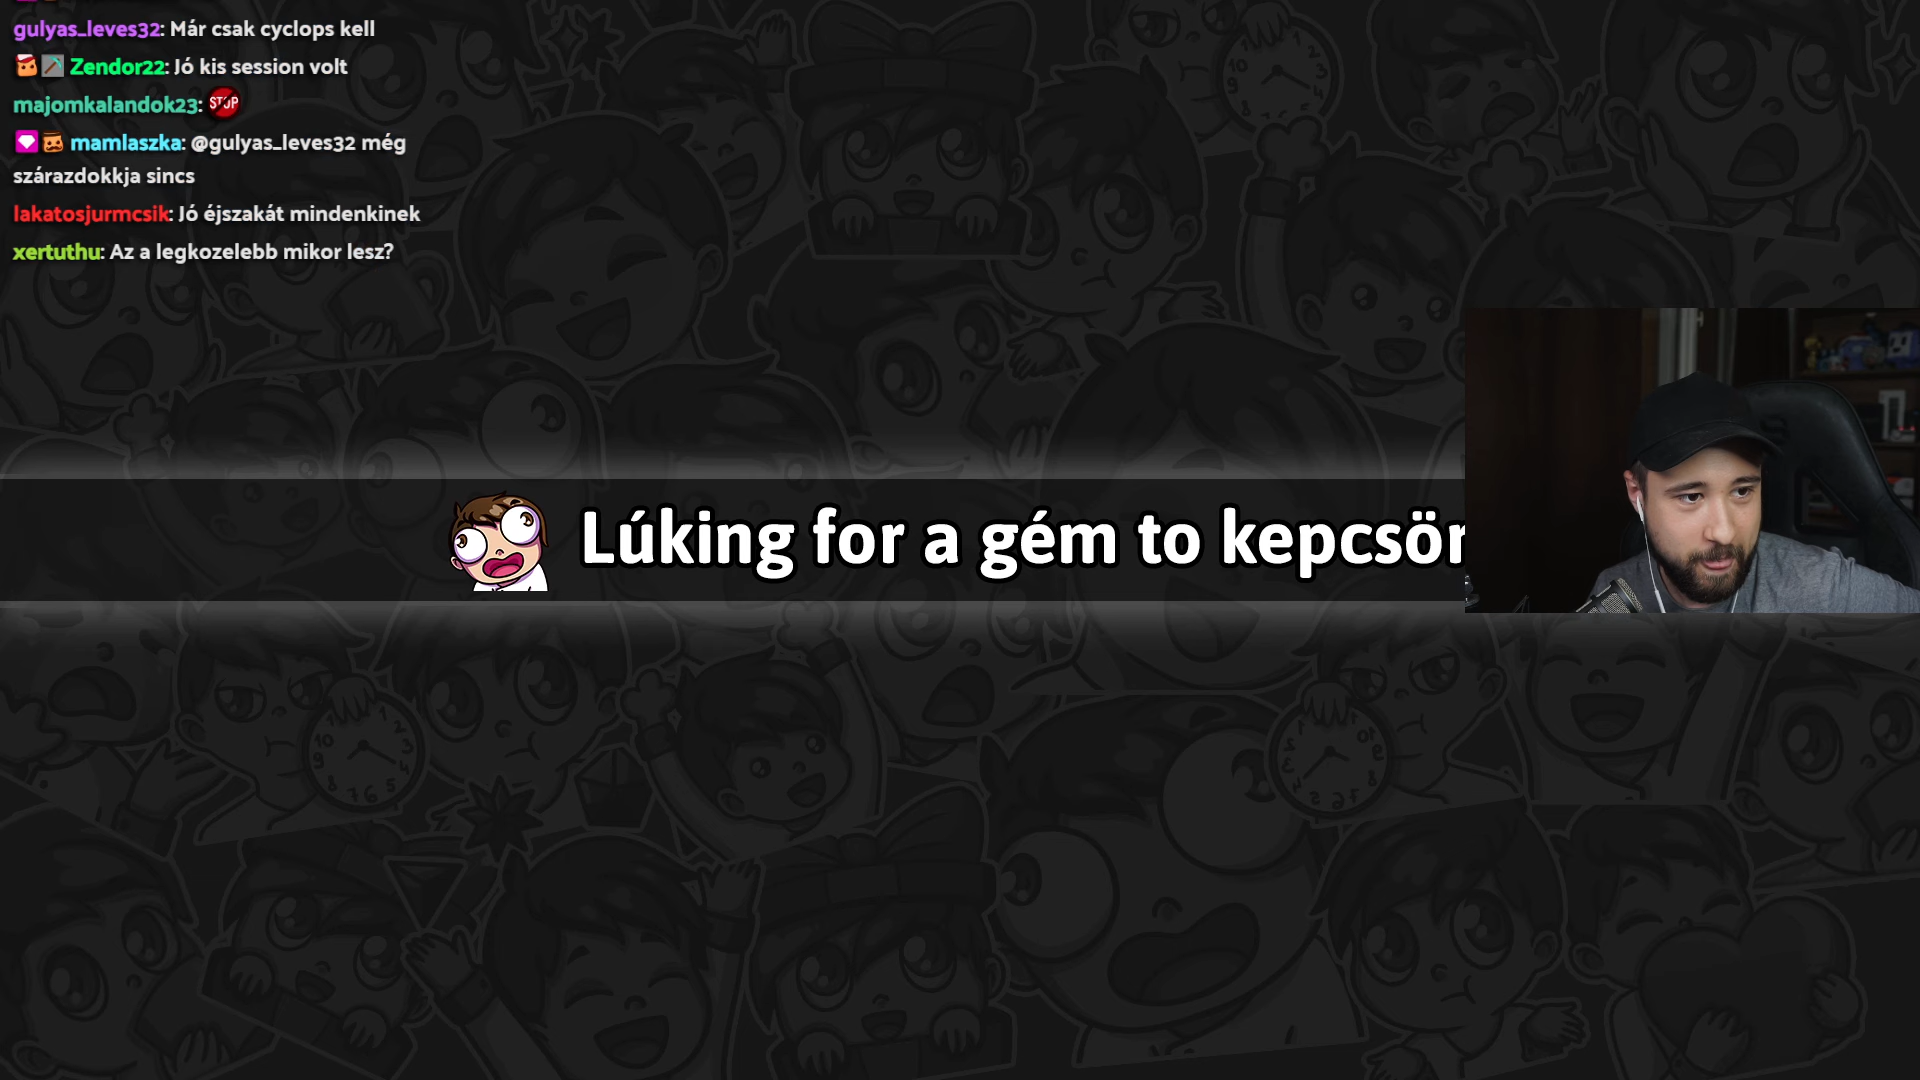 gulyas_leves32: Már csak cyclops kell
Zendor22: Jó kis session volt
majomkalandok23: STOP
mamlaszka: @gulyas_leves32 még
szárazdokkja sincs
lakatosjurmcsik: Jó éjszakát mindenkinek
xertuthu: Az a legkozelebb mikor lesz?
Lúking for a gém to kepcsör